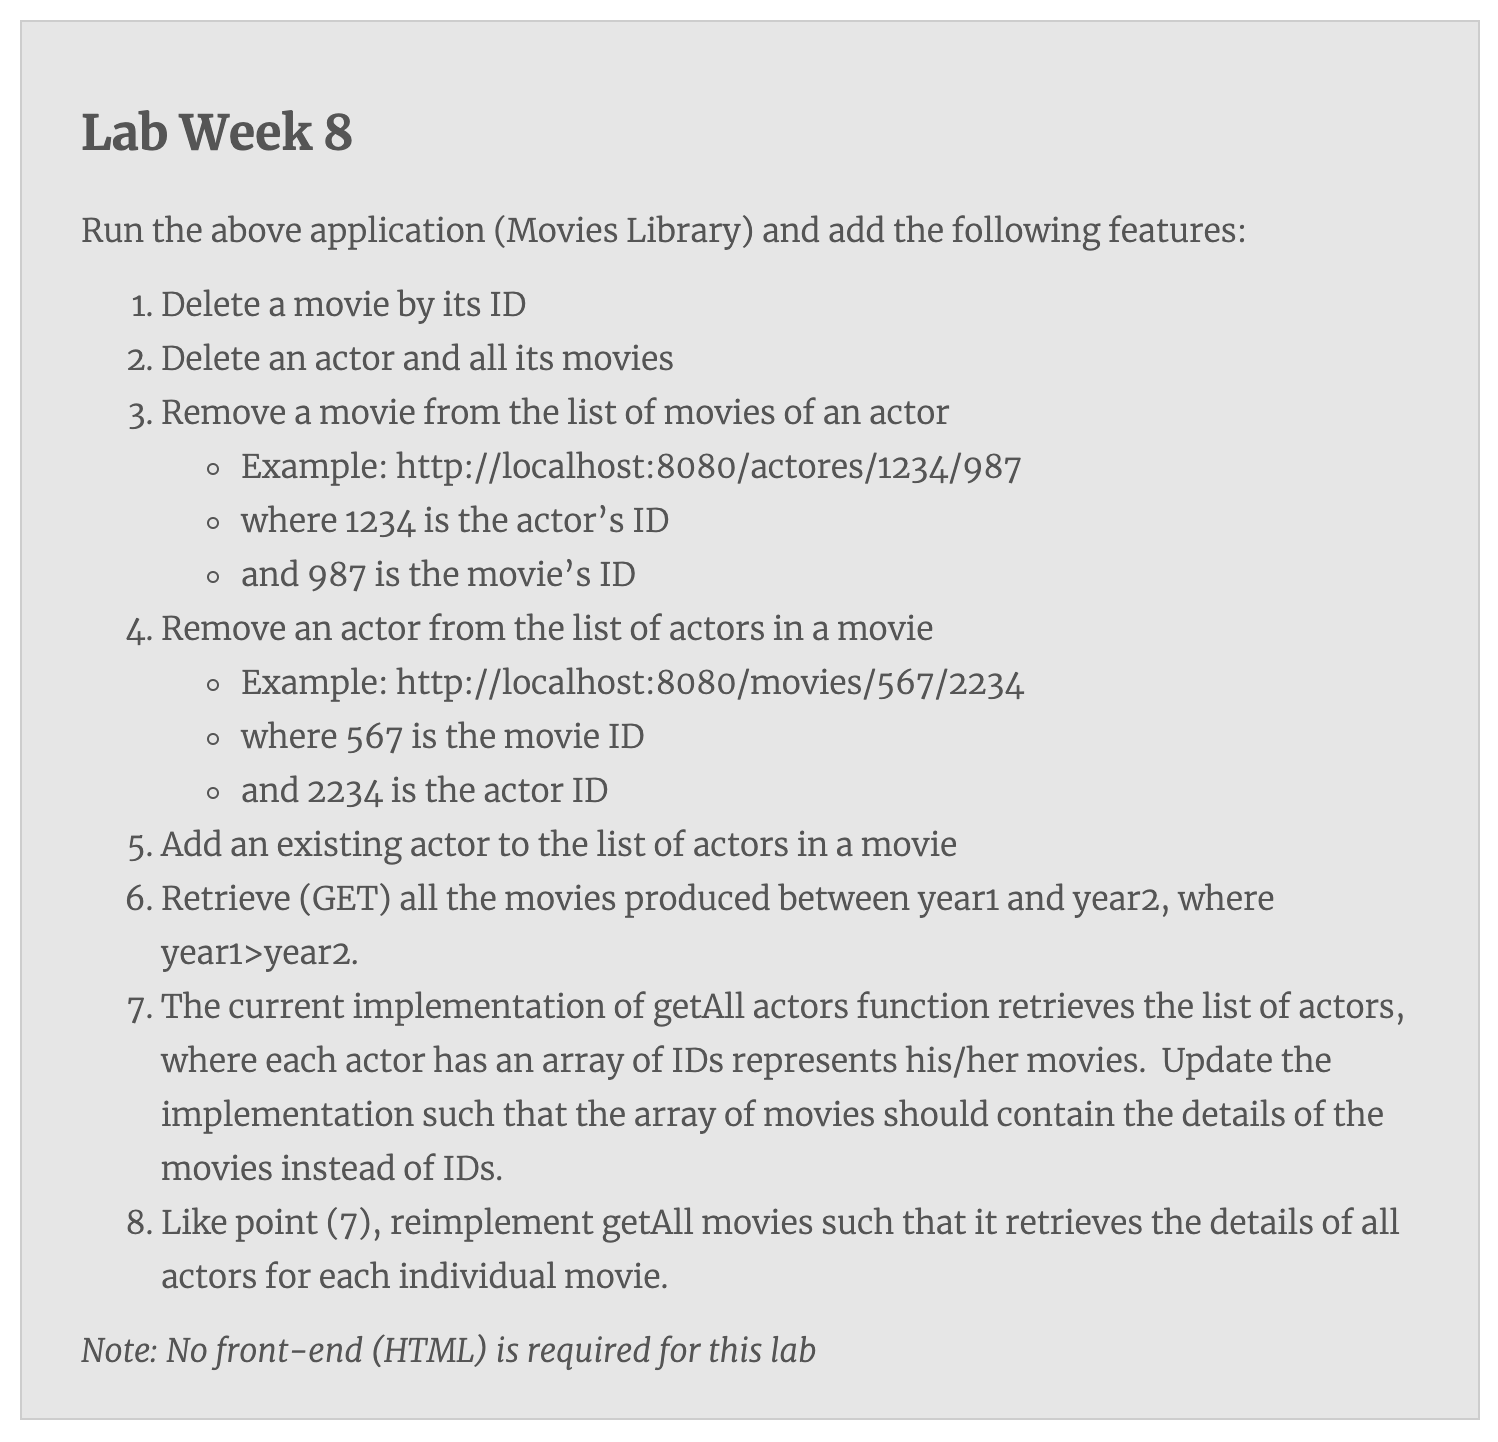 Lab Week 8
Run the above application (Movies Library) and add the following features:
1. Delete a movie by its ID
2. Delete an actor and all its movies
3. Remove a movie from the list of movies of an actor
◦ Example: http://localhost:8080/actores/1234/987
◦ where 1234 is the actor’s ID
◦ and 987 is the movie’s ID
4. Remove an actor from the list of actors in a movie
◦ Example: http://localhost:8080/movies/567/2234
◦ where 567 is the movie ID
◦ and 2234 is the actor ID
5. Add an existing actor to the list of actors in a movie
6. Retrieve (GET) all the movies produced between year1 and year2, where
year1>year2.
7. The current implementation of getAll actors function retrieves the list of actors,
where each actor has an array of IDs represents his/her movies.  Update the
implementation such that the array of movies should contain the details of the
movies instead of IDs.
8. Like point (7), reimplement getAll movies such that it retrieves the details of all
actors for each individual movie.
Note: No front-end (HTML) is required for this lab